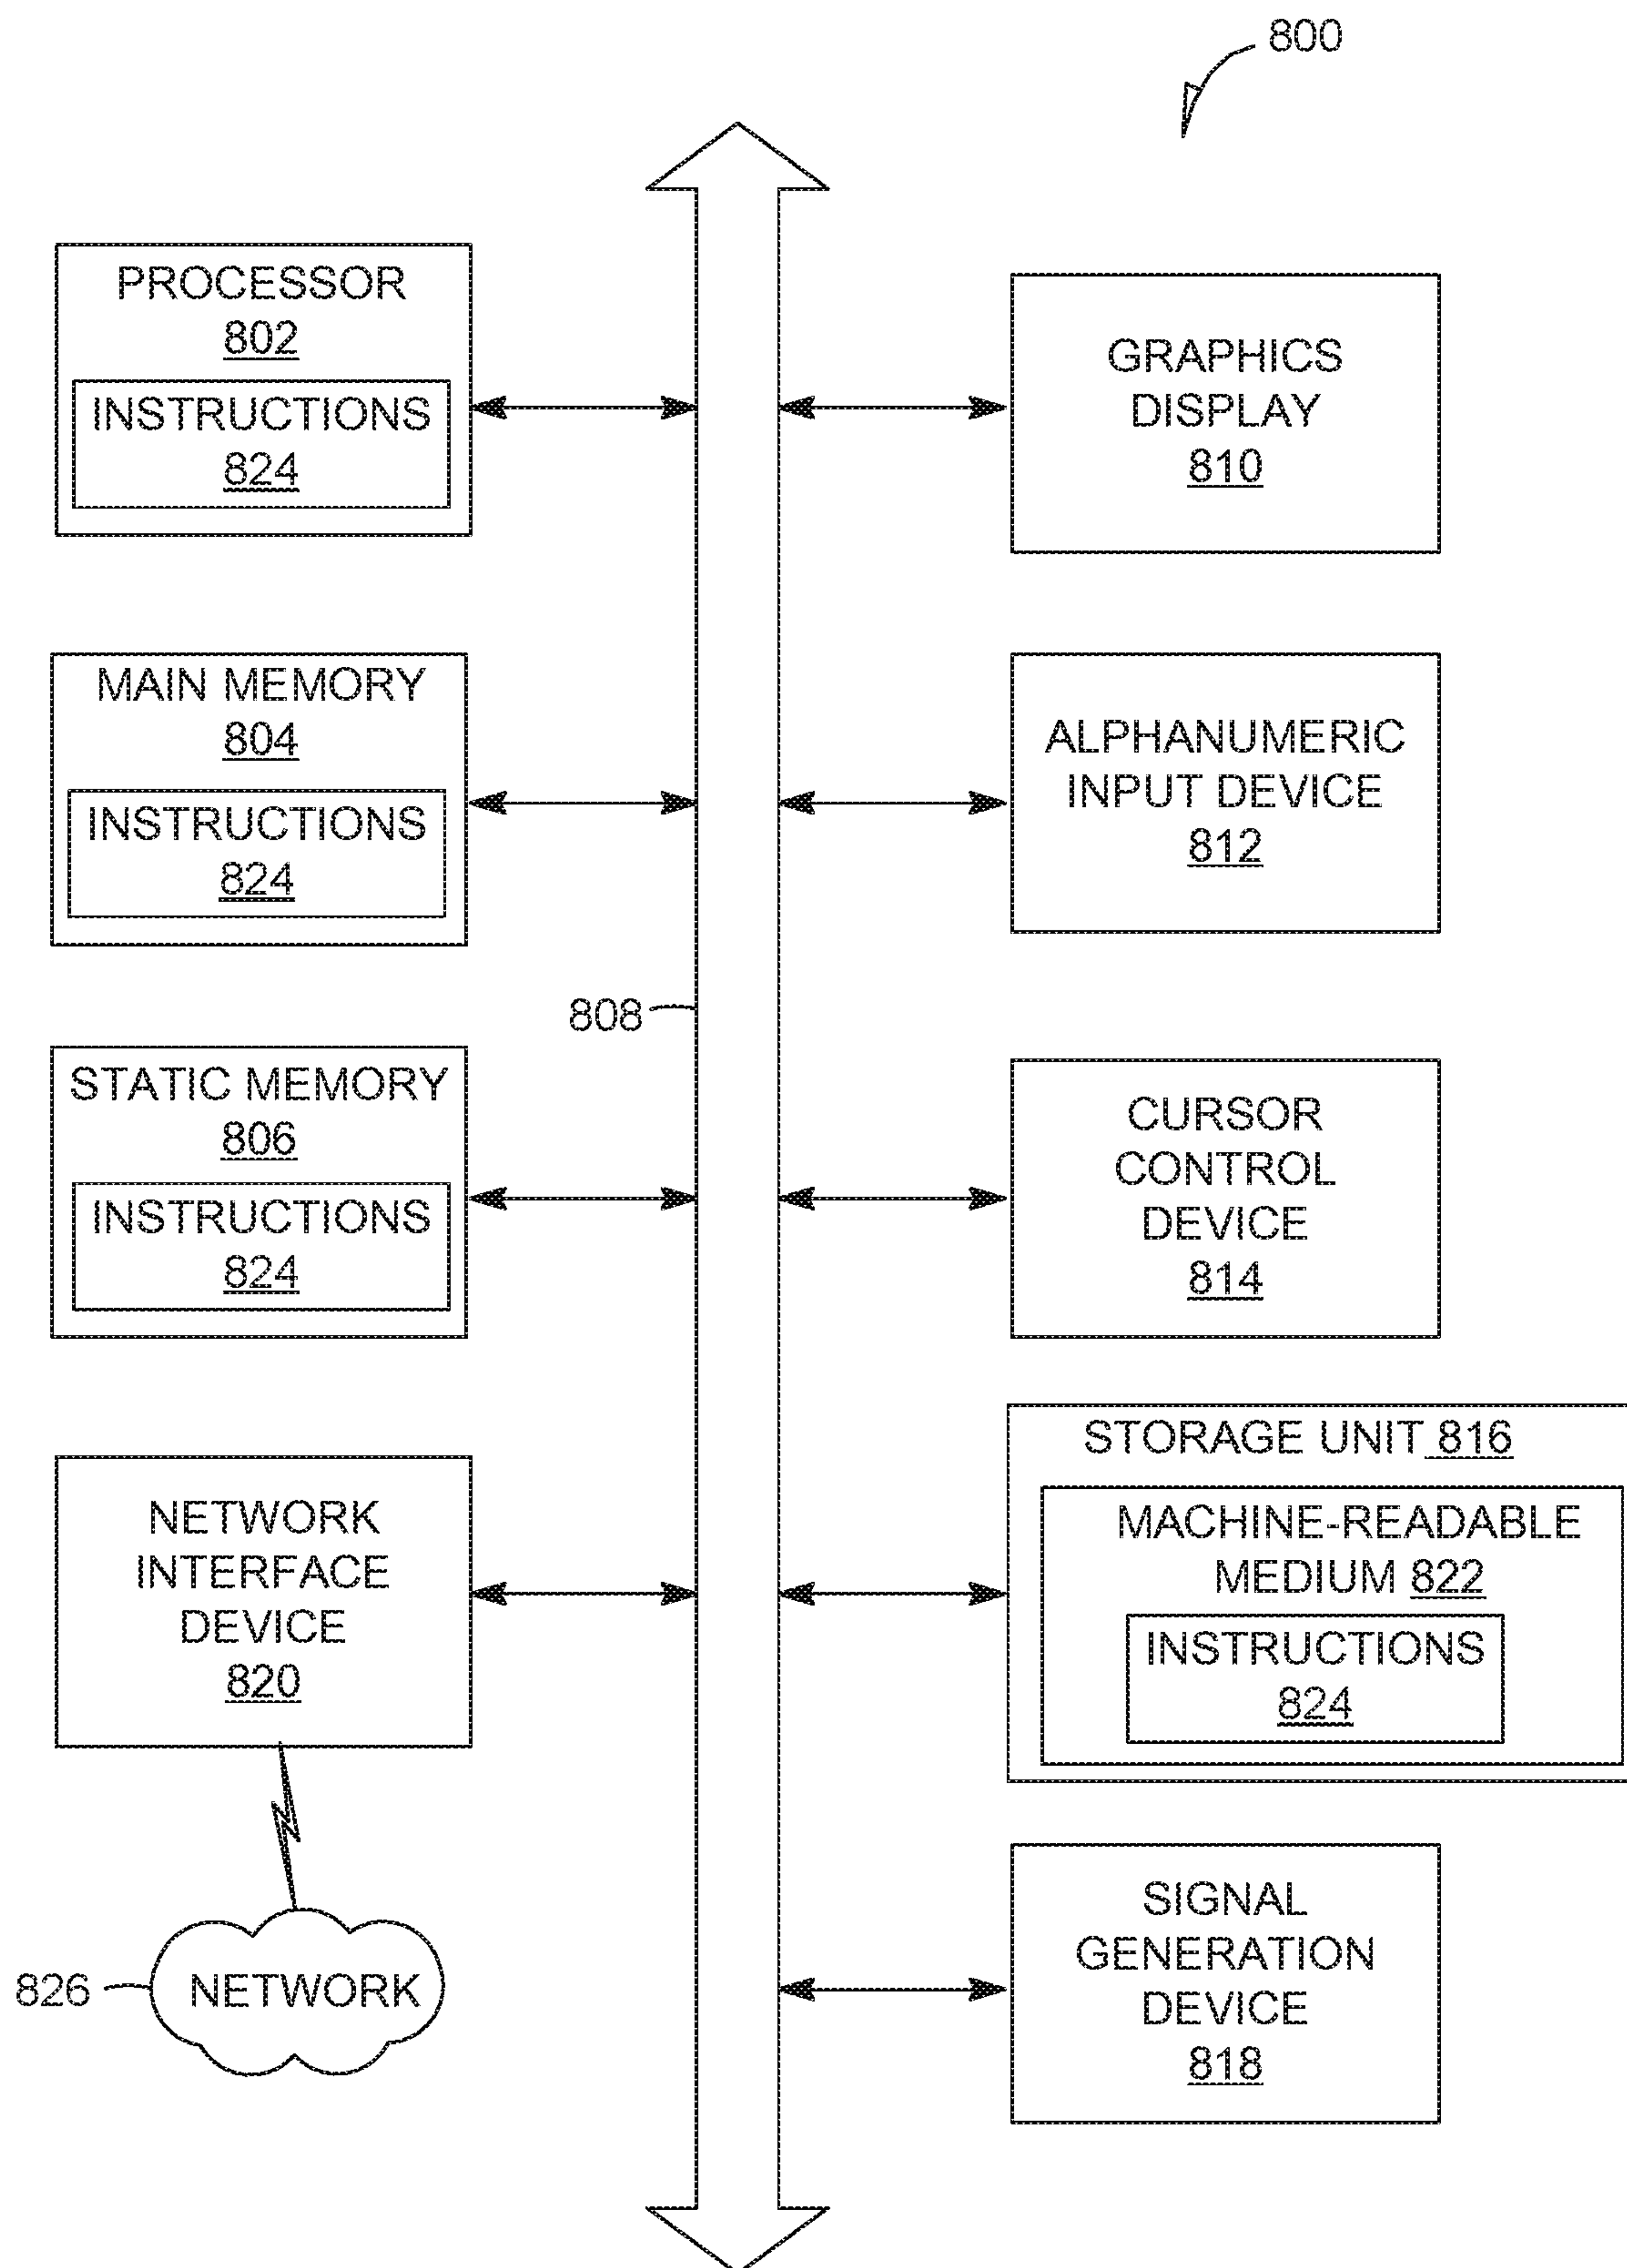 800
PROCESSOR
802
INSTRUCTIONS
824
GRAPHICS
DISPLAY
810
MAIN MEMORY
804
INSTRUCTIONS
824
ALPHANUMERIC
INPUT DEVICE
812
808
STATIC MEMORY
806
INSTRUCTIONS
824
CURSOR
CONTROL
DEVICE
814
NETWORK
INTERFACE
DEVICE
820
STORAGE UNIT 816
MACHINE-READABLE
MEDIUM 822
INSTRUCTIONS
824
826
NETWORK
SIGNAL
GENERATION
DEVICE
818